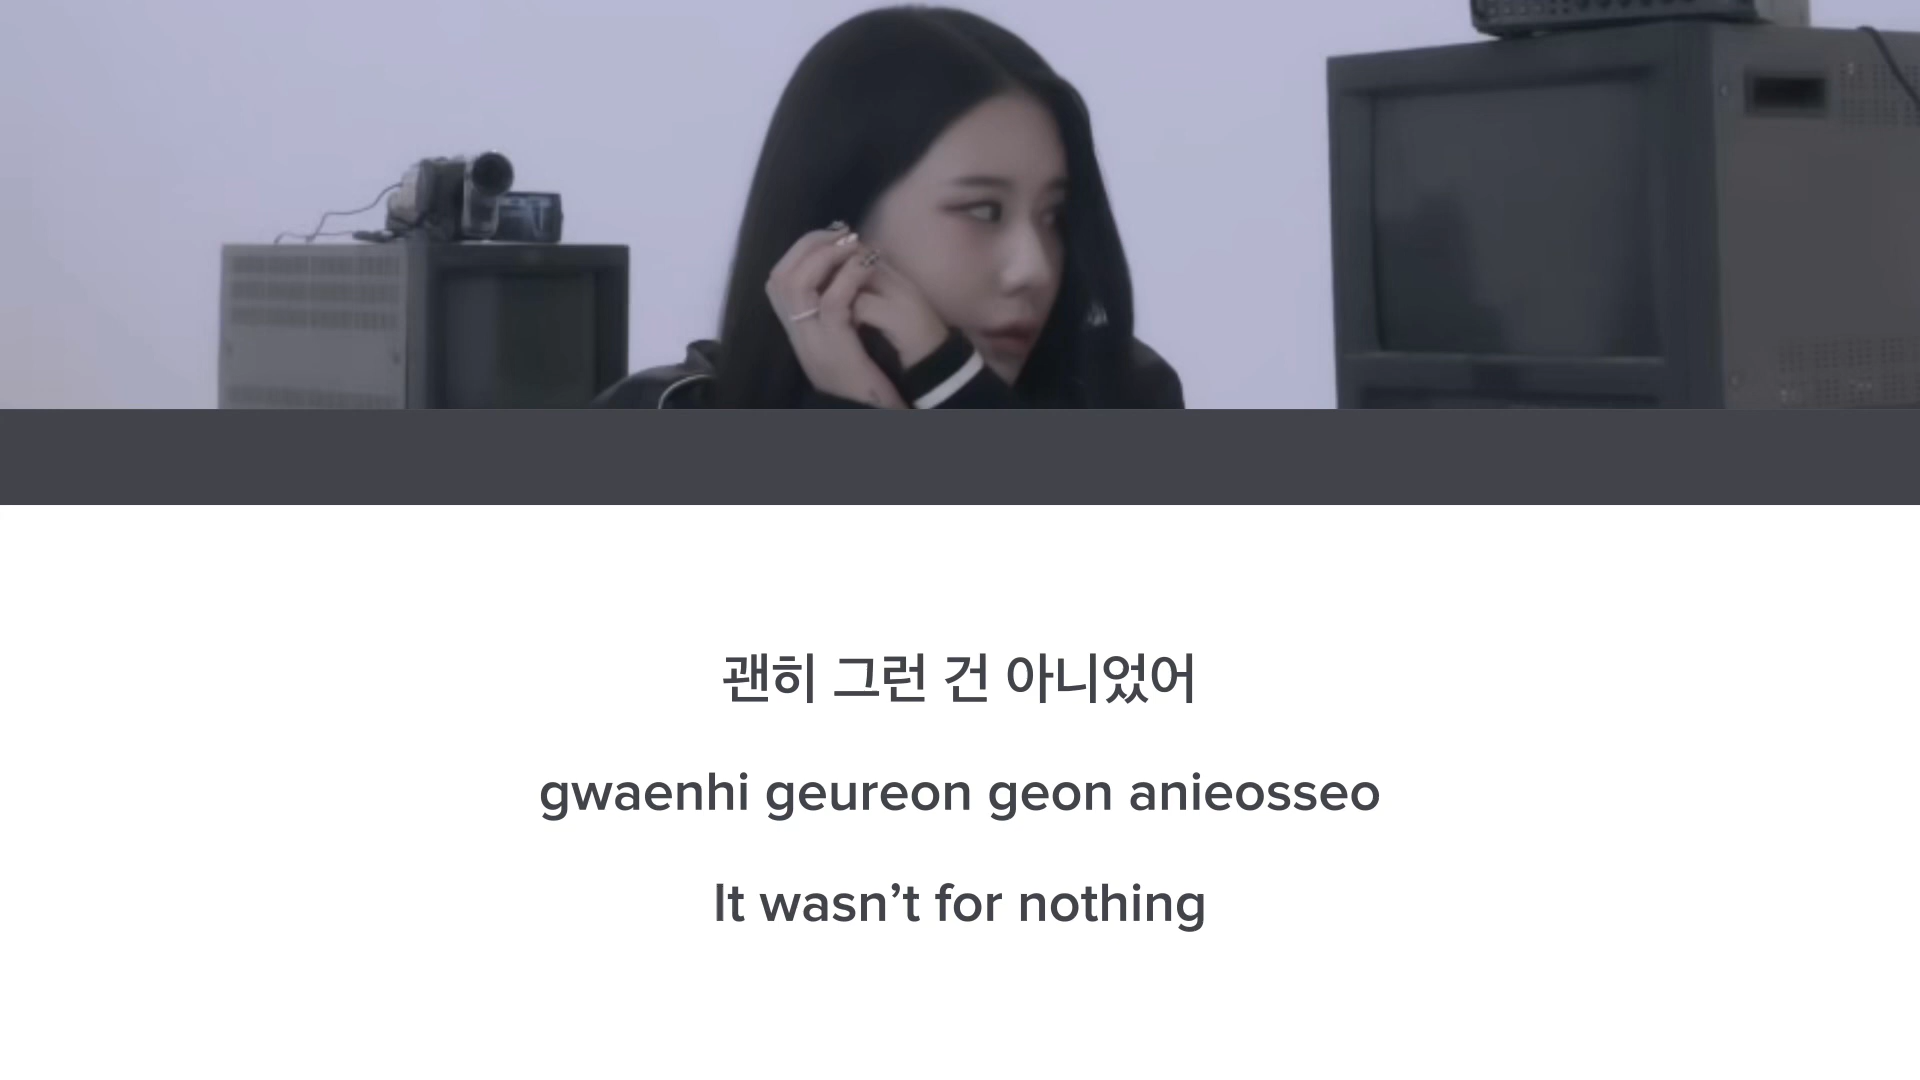 괜히 그런 건 아니었어
gwaenhi geureon geon anieosseo
It wasn’t for nothing